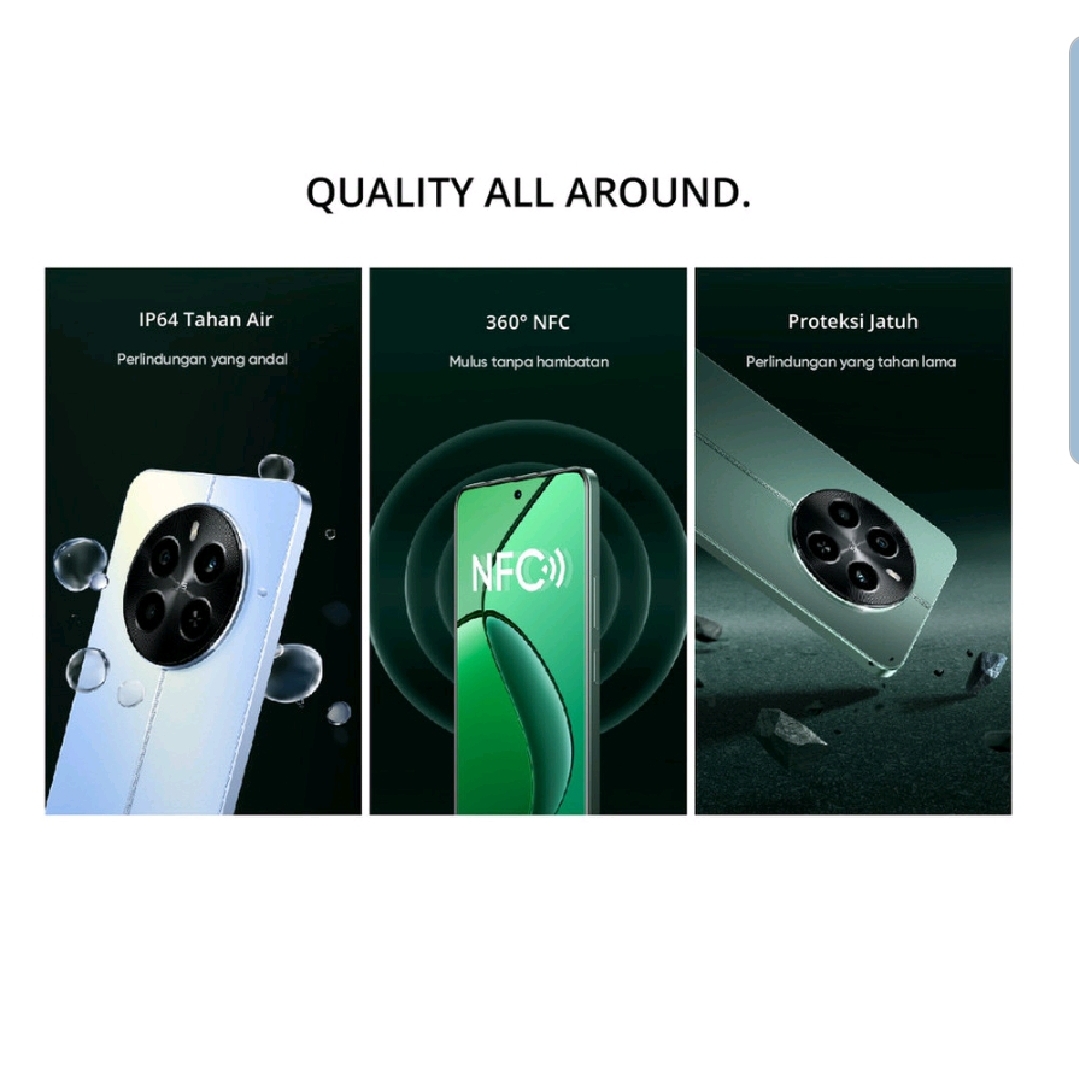 QUALITY ALL AROUND.
IP64 Tahan Air
Perlindungan yang andal
360° NFC
Mulus tanpa hambatan
NFC
Proteksi Jatuh
Perlindungan yang tahan lama